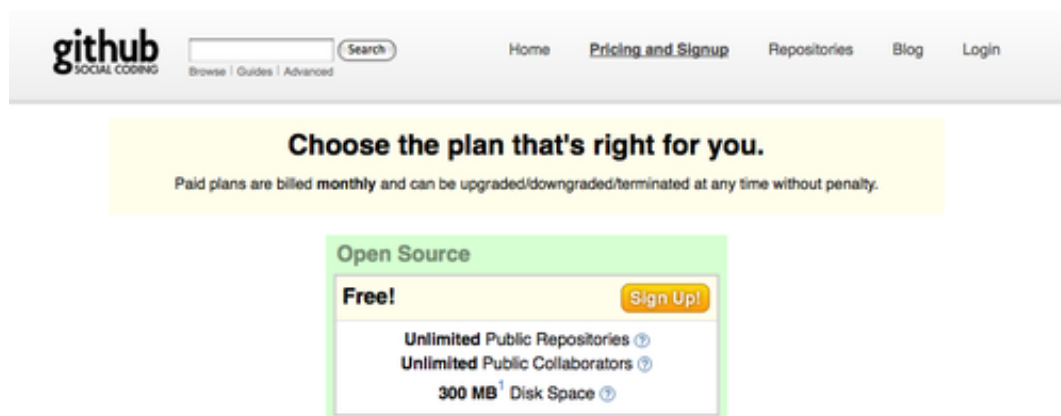 github
SOCIAL CODING
Search
Browse | Guides | Advanced
Home Pricing and Signup Repositories Blog Login
Choose the plan that's right for you.
Paid plans are billed monthly and can be upgraded/downgraded/terminated at any time without penalty.
Open Source
Free! Sign Up!
Unlimited Public Repositories ?
Unlimited Public Collaborators ?
300 MB¹ Disk Space ?